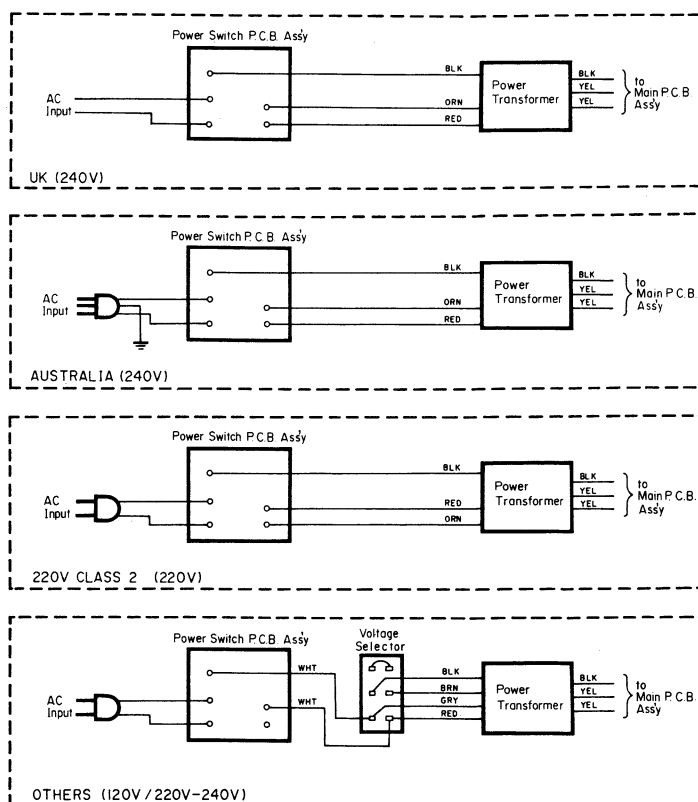 Power Switch P.C.B. Ass'y
AC
Input
BLK
ORN
RED
Power
Transformer
BLK
YEL
YEL
to
Main P.C.B.
Ass'y
UK (240V)
Power Switch P.C.B. Ass'y
AC
Input
BLK
ORN
RED
Power
Transformer
BLK
YEL
YEL
to
Main P.C.B.
Ass'y
AUSTRALIA (240V)
Power Switch P.C.B. Ass'y
AC
Input
BLK
RED
ORN
Power
Transformer
BLK
YEL
YEL
to
Main P.C.B.
Ass'y
220V CLASS 2 (220V)
Power Switch P.C.B. Ass'y
Voltage
Selector
AC
Input
WHT
WHT
BLK
BRN
GRY
RED
Power
Transformer
BLK
YEL
YEL
to
Main P.C.B.
Ass'y
OTHERS (120V/220V-240V)